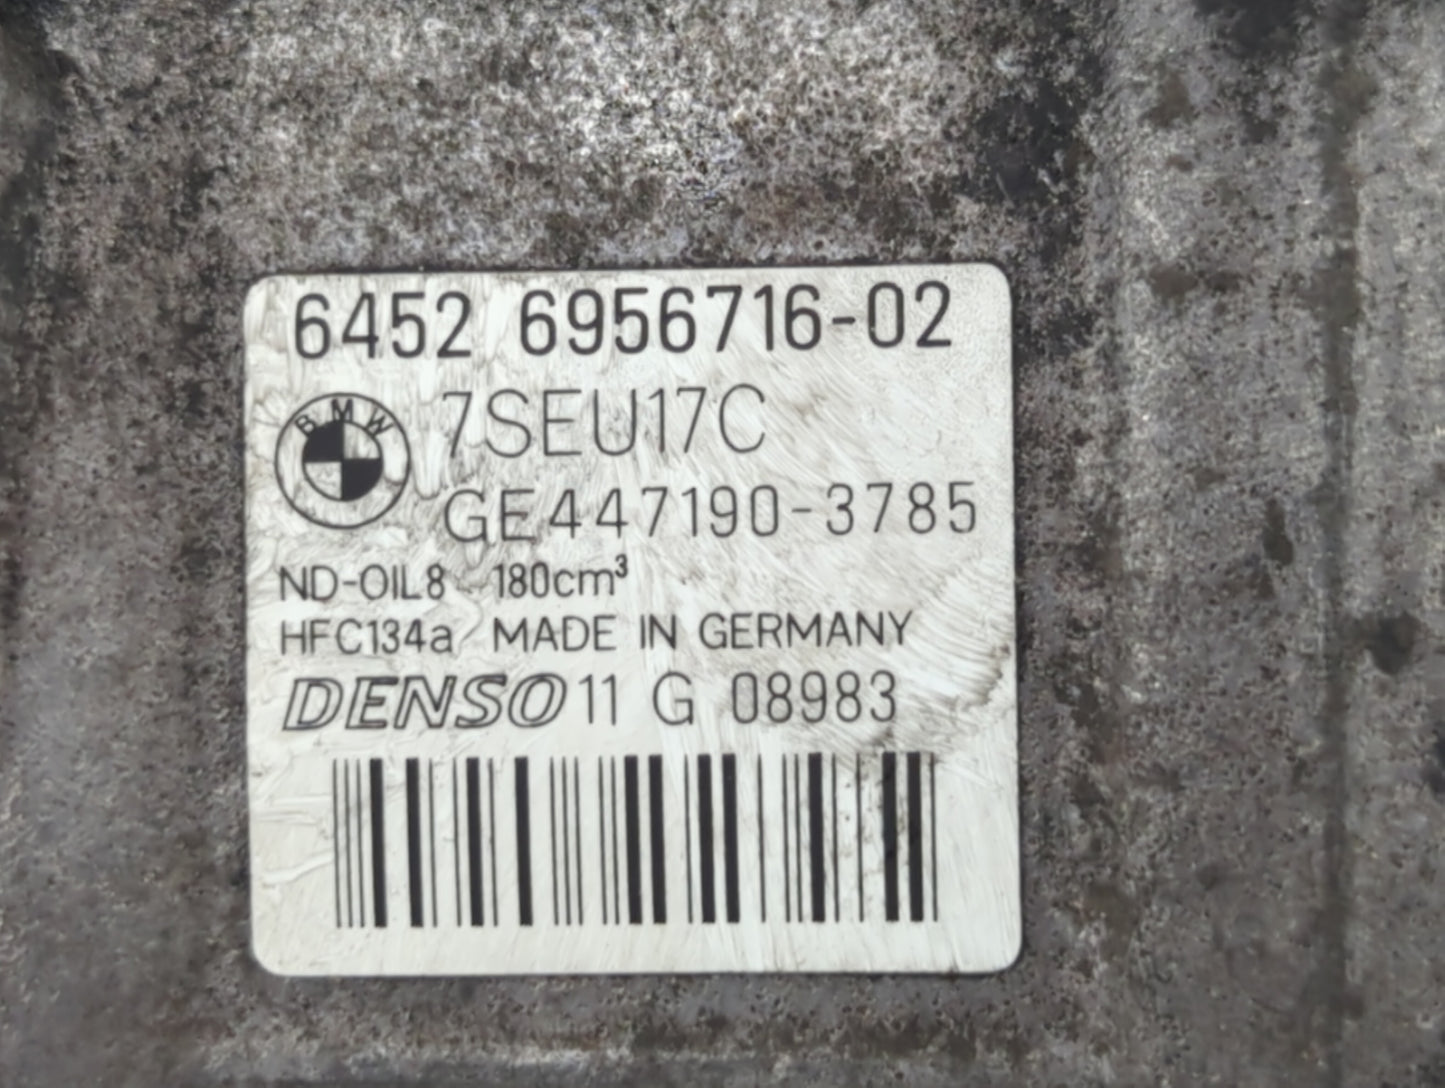 6452 6956716-02
BMW
7SEU17C
GE447190-3785
ND-OIL8 180cm³
HFC134a MADE IN GERMANY
DENSO 11 G 08983